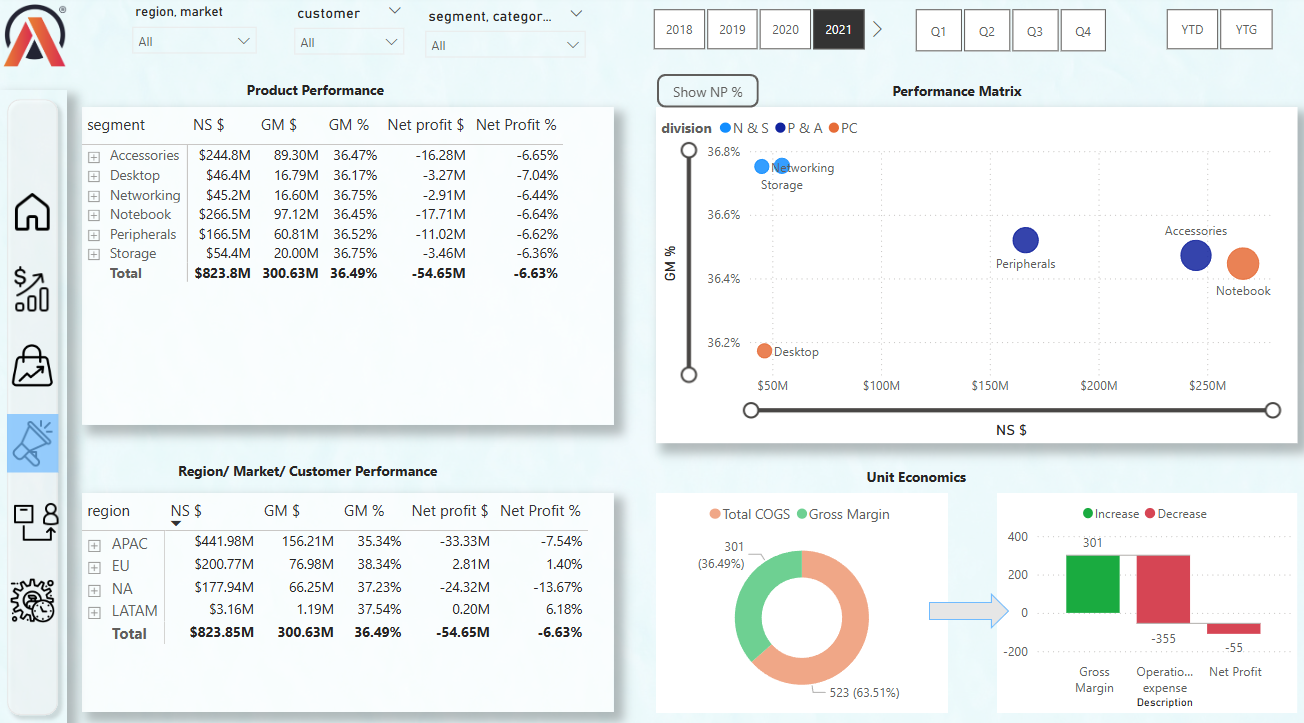 ®
region, market
All
customer
All
segment, categor...
All
2018 2019 2020 2021
Q1 Q2 Q3 Q4
YTD YTG
Product Performance
segment NS $ GM $ GM % Net profit $ Net Profit %
Accessories $244.8M 89.30M 36.47% -16.28M -6.65%
Desktop $46.4M 16.79M 36.17% -3.27M -7.04%
Networking $45.2M 16.60M 36.75% -2.91M -6.44%
Notebook $266.5M 97.12M 36.45% -17.71M -6.64%
Peripherals $166.5M 60.81M 36.52% -11.02M -6.62%
Storage $54.4M 20.00M 36.75% -3.46M -6.36%
Total $823.8M 300.63M 36.49% -54.65M -6.63%
Show NP %
Performance Matrix
division N & S P & A PC
36.8%
36.6%
36.4%
36.2%
GM %
Networking
Storage
Peripherals
Accessories
Notebook
Desktop
$50M $100M $150M $200M $250M
NS $
Region/ Market/ Customer Performance
region NS $ GM $ GM % Net profit $ Net Profit %
APAC $441.98M 156.21M 35.34% -33.33M -7.54%
EU $200.77M 76.98M 38.34% 2.81M 1.40%
NA $177.94M 66.25M 37.23% -24.32M -13.67%
LATAM $3.16M 1.19M 37.54% 0.20M 6.18%
Total $823.85M 300.63M 36.49% -54.65M -6.63%
Unit Economics
Total COGS Gross Margin
301
(36.49%)
523 (63.51%)
Increase Decrease
400
200
0
-200
301
-355
-55
Gross
Margin
Operatio...
expense
Net Profit
Description
$